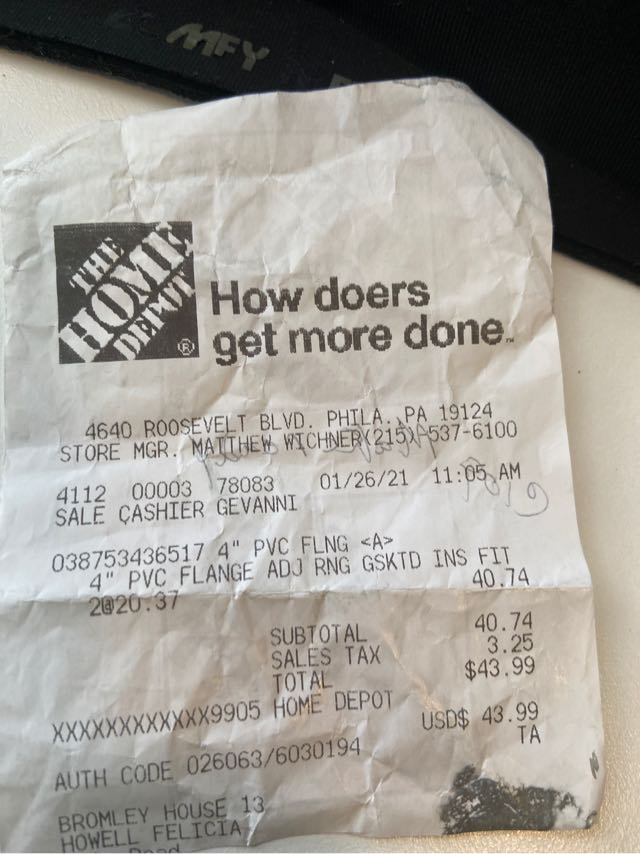 MFY
THE
HOME
DEPOT
®
How doers
get more done™
4640 ROOSEVELT BLVD. PHILA., PA 19124
STORE MGR. MATTHEW WICHNER(215)-537-6100
4112 00003 78083 01/26/21 11:05 AM
SALE CASHIER GEVANNI
038753436517 4" PVC FLNG <A>
4" PVC FLANGE ADJ RNG GSKTD INS FIT
2@20.37 40.74
SUBTOTAL 40.74
SALES TAX 3.25
TOTAL $43.99
XXXXXXXXXXXX9905 HOME DEPOT
USD$ 43.99
AUTH CODE 026063/6030194 TA
BROMLEY HOUSE 13
HOWELL FELICIA
Road